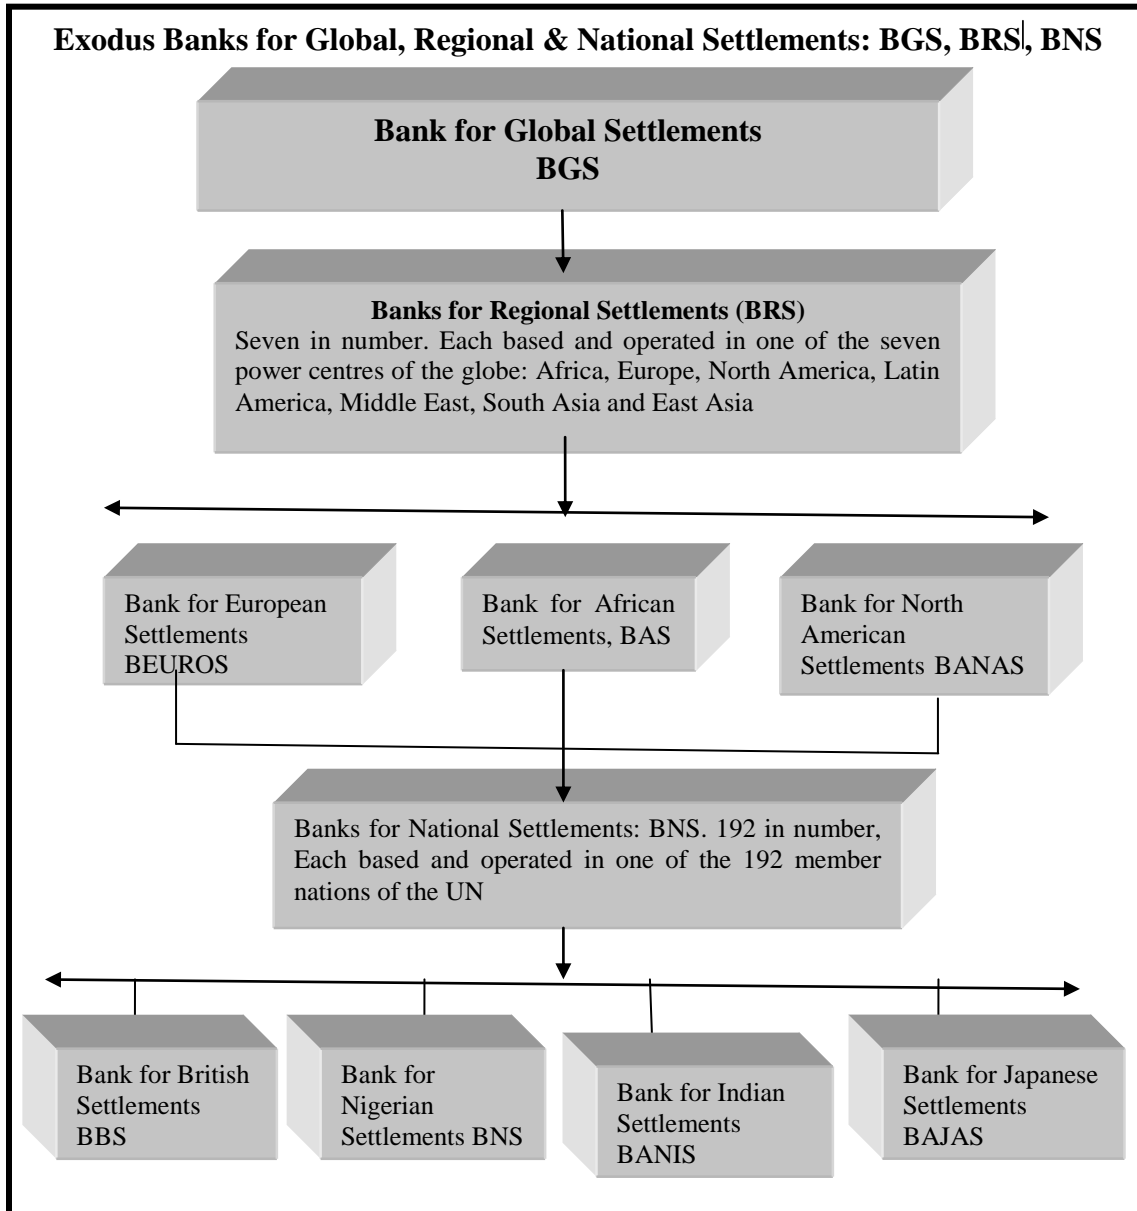 Exodus Banks for Global, Regional & National Settlements: BGS, BRS, BNS
Bank for Global Settlements
BGS
Banks for Regional Settlements (BRS)
Seven in number. Each based and operated in one of the seven
power centres of the globe: Africa, Europe, North America, Latin
America, Middle East, South Asia and East Asia
Bank for European
Settlements
BEUROS
Bank for African
Settlements, BAS
Bank for North
American
Settlements BANAS
Banks for National Settlements: BNS. 192 in number,
Each based and operated in one of the 192 member
nations of the UN
Bank for British
Settlements
BBS
Bank for
Nigerian
Settlements BNS
Bank for Indian
Settlements
BANIS
Bank for Japanese
Settlements
BAJAS